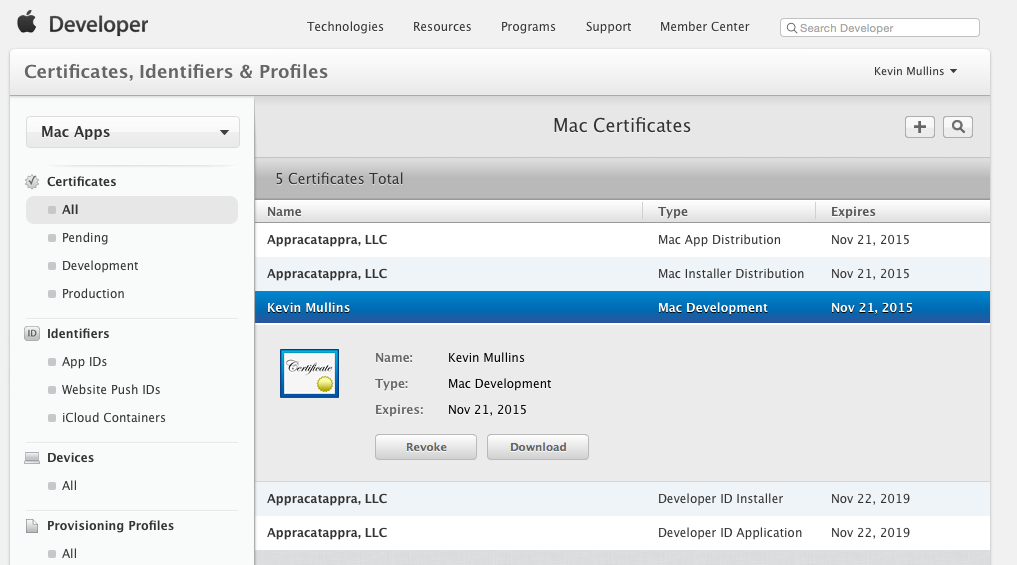 Developer
Technologies Resources Programs Support Member Center Search Developer
Certificates, Identifiers & Profiles
Kevin Mullins
Mac Apps
Certificates
All
Pending
Development
Production
ID Identifiers
App IDs
Website Push IDs
iCloud Containers
Devices
All
Provisioning Profiles
All
Mac Certificates
5 Certificates Total
Name Type Expires
Appracatappra, LLC Mac App Distribution Nov 21, 2015
Appracatappra, LLC Mac Installer Distribution Nov 21, 2015
Kevin Mullins Mac Development Nov 21, 2015
Certificate
Name: Kevin Mullins
Type: Mac Development
Expires: Nov 21, 2015
Revoke Download
Appracatappra, LLC Developer ID Installer Nov 22, 2019
Appracatappra, LLC Developer ID Application Nov 22, 2019